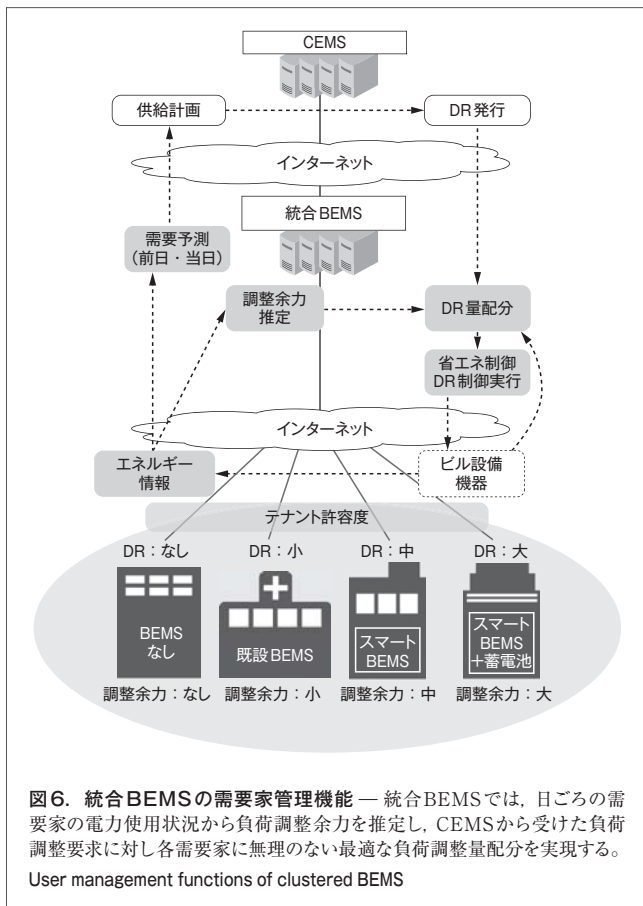 CEMS
供給計画
DR発行
インターネット
統合BEMS
需要予測
(前日・当日)
調整余力
推定
DR量配分
省エネ制御
DR制御実行
インターネット
エネルギー
情報
ビル設備
機器
テナント許容度
DR：なし
DR：小
DR：中
DR：大
BEMS
なし
既設BEMS
スマート
BEMS
スマート
BEMS
＋蓄電池
調整余力：なし
調整余力：小
調整余力：中
調整余力：大
図6. 統合BEMSの需要家管理機能 — 統合BEMSでは，日ごろの需
要家の電力使用状況から負荷調整余力を推定し，CEMSから受けた負荷
調整要求に対し各需要家に無理のない最適な負荷調整量配分を実現する。
User management functions of clustered BEMS